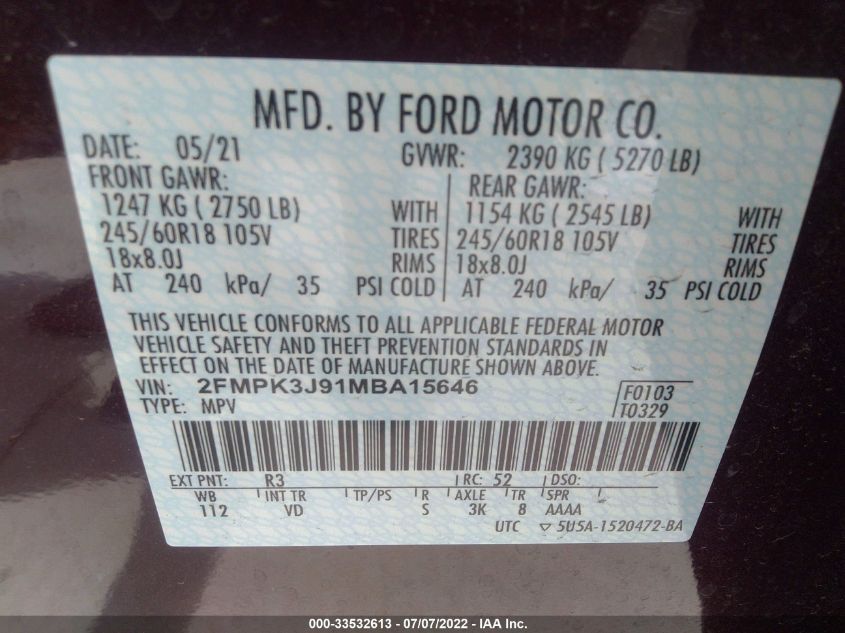 MFD. BY FORD MOTOR CO.
DATE: 05/21 GVWR: 2390 KG ( 5270 LB)
FRONT GAWR: REAR GAWR:
1247 KG ( 2750 LB) WITH 1154 KG ( 2545 LB) WITH
245/60R18 105V TIRES 245/60R18 105V TIRES
18x8.0J RIMS 18x8.0J RIMS
AT 240 kPa/ 35 PSI COLD AT 240 kPa/ 35 PSI COLD
THIS VEHICLE CONFORMS TO ALL APPLICABLE FEDERAL MOTOR
VEHICLE SAFETY AND THEFT PREVENTION STANDARDS IN
EFFECT ON THE DATE OF MANUFACTURE SHOWN ABOVE.
VIN: 2FMPK3J91MBA15646 F0103
TYPE: MPV T0329
EXT PNT: R3 RC: 52 DSO:
WB INT TR TP/PS R AXLE TR SPR
112 VD S 3K 8 AAAA
UTC ▽ 5U5A-1520472-BA
000-33532613 - 07/07/2022 - IAA Inc.